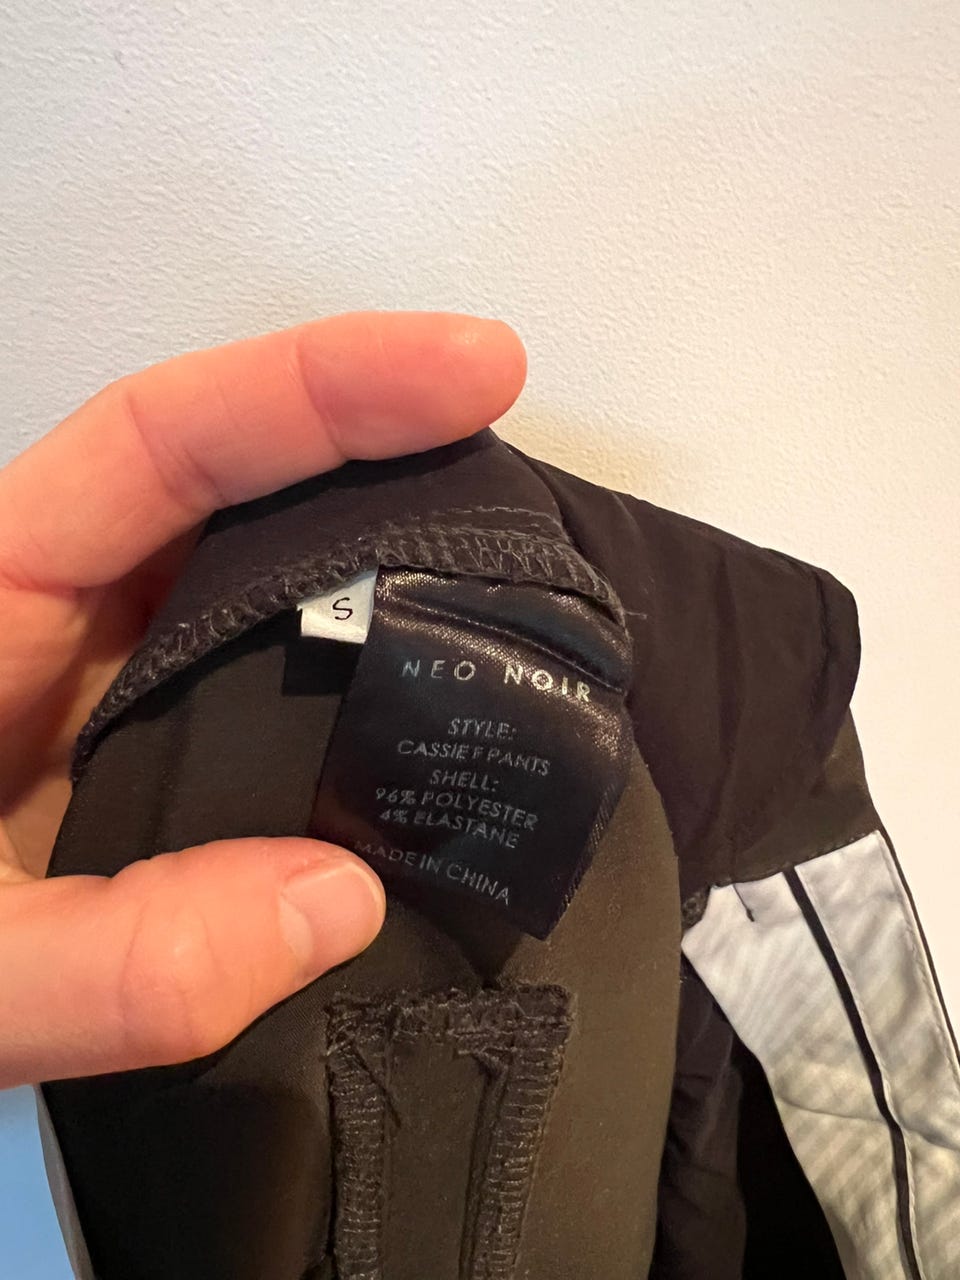 S
NEO NOIR
STYLE:
CASSIE F PANTS
SHELL:
96% POLYESTER
4% ELASTANE
MADE IN CHINA